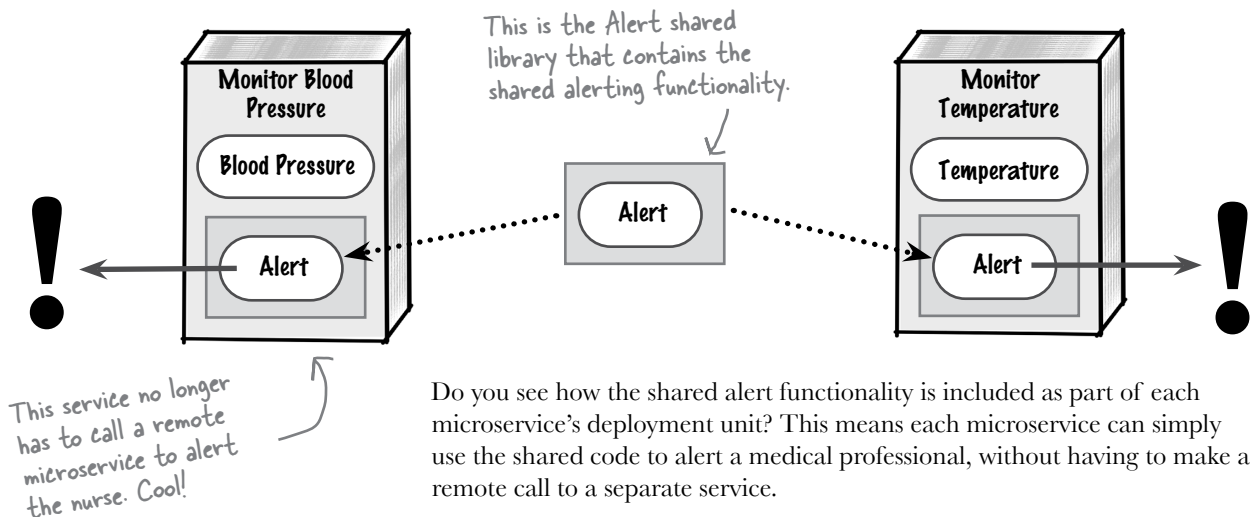 This is the Alert shared
library that contains the
shared alerting functionality.
Monitor Blood
Pressure
Blood Pressure
Alert
!
Alert
Monitor
Temperature
Temperature
Alert
!
This service no longer
has to call a remote
microservice to alert
the nurse. Cool!
Do you see how the shared alert functionality is included as part of each
microservice's deployment unit? This means each microservice can simply
use the shared code to alert a medical professional, without having to make a
remote call to a separate service.